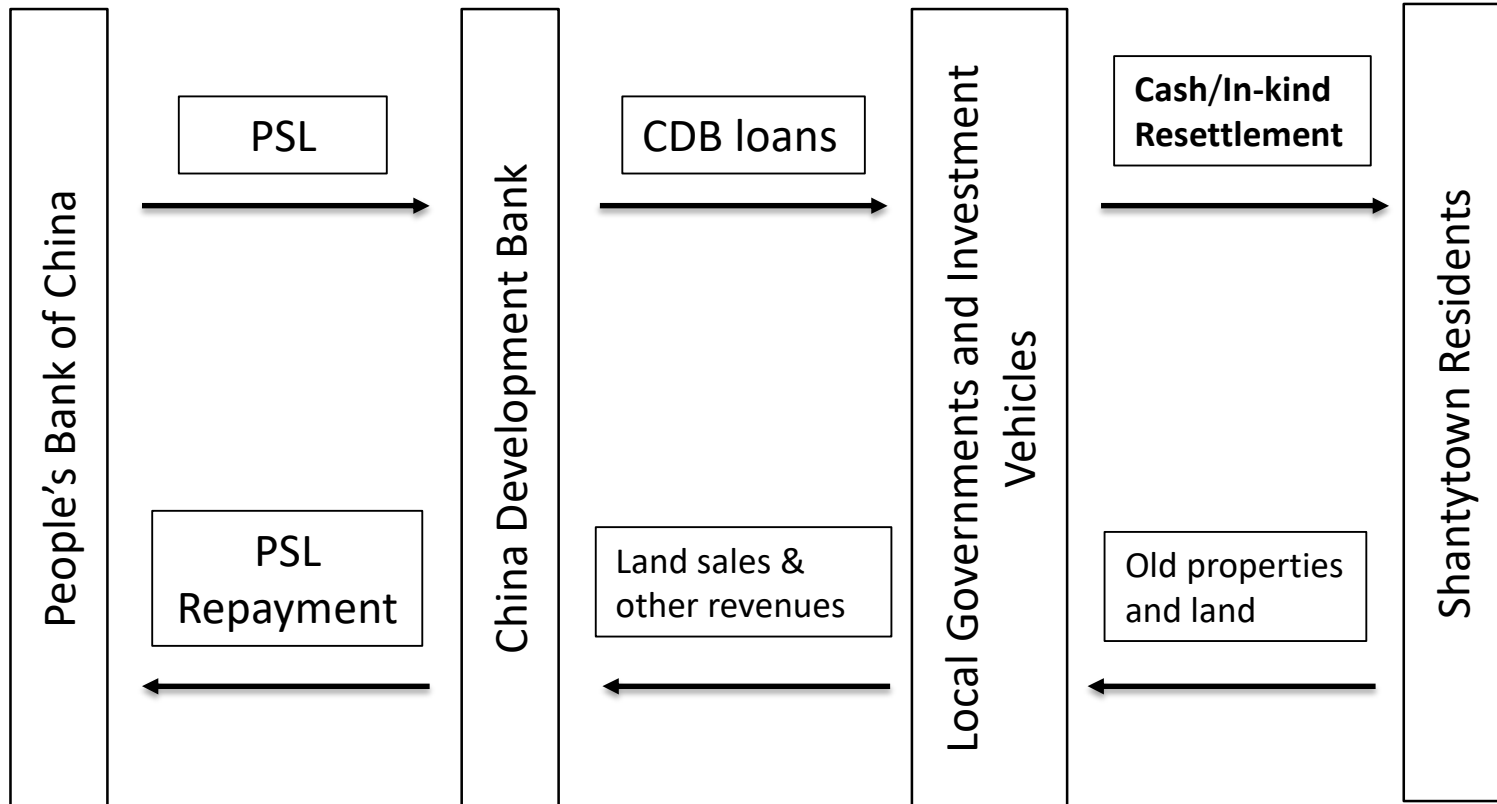 People’s Bank of China
PSL
PSL
Repayment
China Development Bank
CDB loans
Land sales &
other revenues
Local Governments and Investment
Vehicles
Cash/In-kind
Resettlement
Old properties
and land
Shantytown Residents